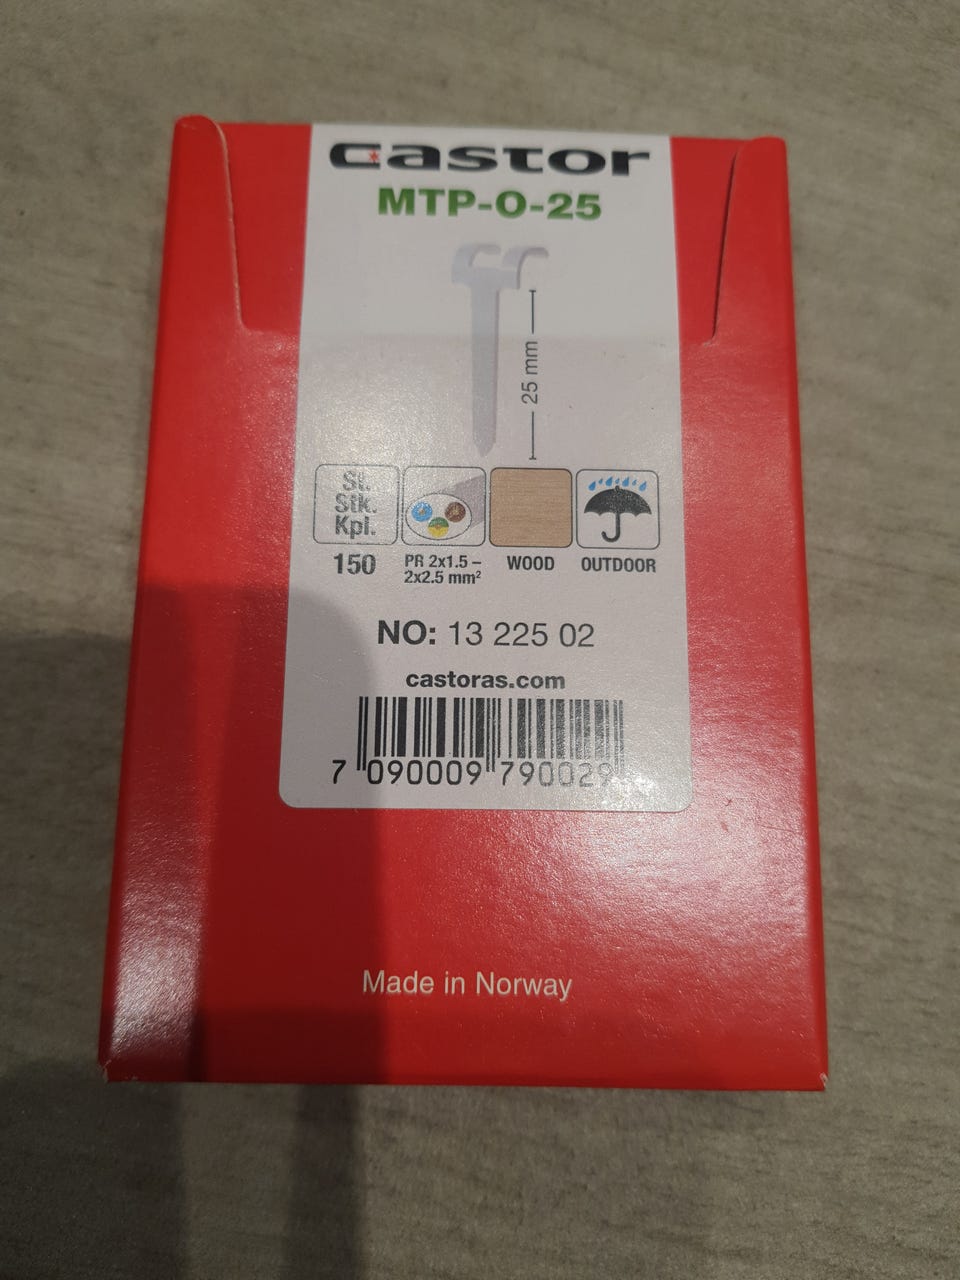 castor
MTP-O-25
25 mm
St.
Stk.
Kpl.
150
PR 2x1.5 –
2x2.5 mm²
WOOD
OUTDOOR
NO: 13 225 02
castoras.com
7 090009 790029
Made in Norway